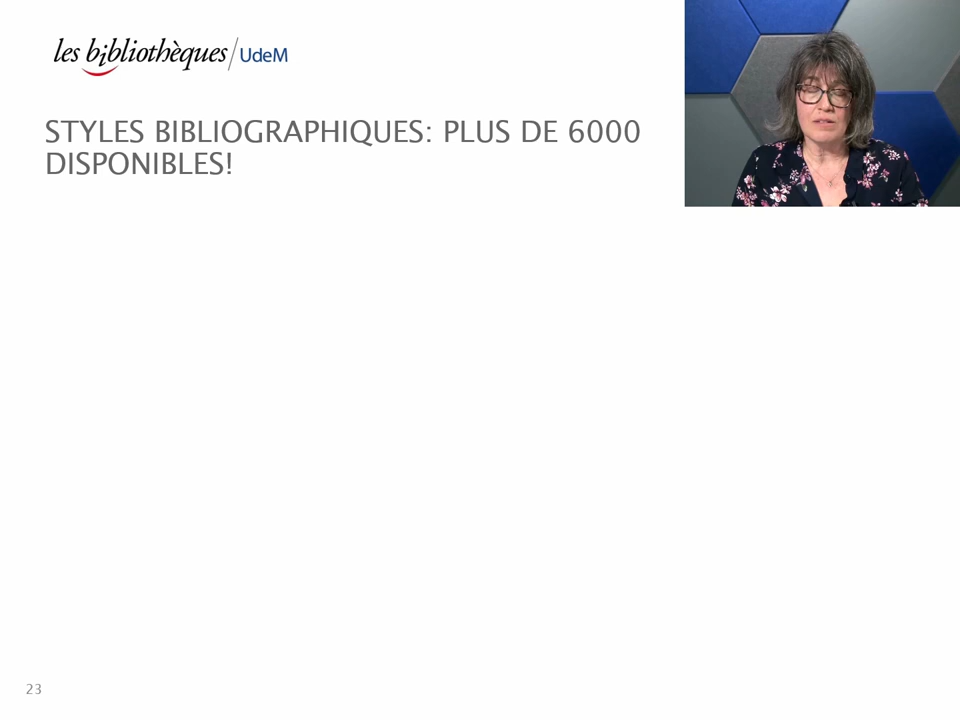 les bibliothèques/UdeM
STYLES BIBLIOGRAPHIQUES: PLUS DE 6000
DISPONIBLES!
23